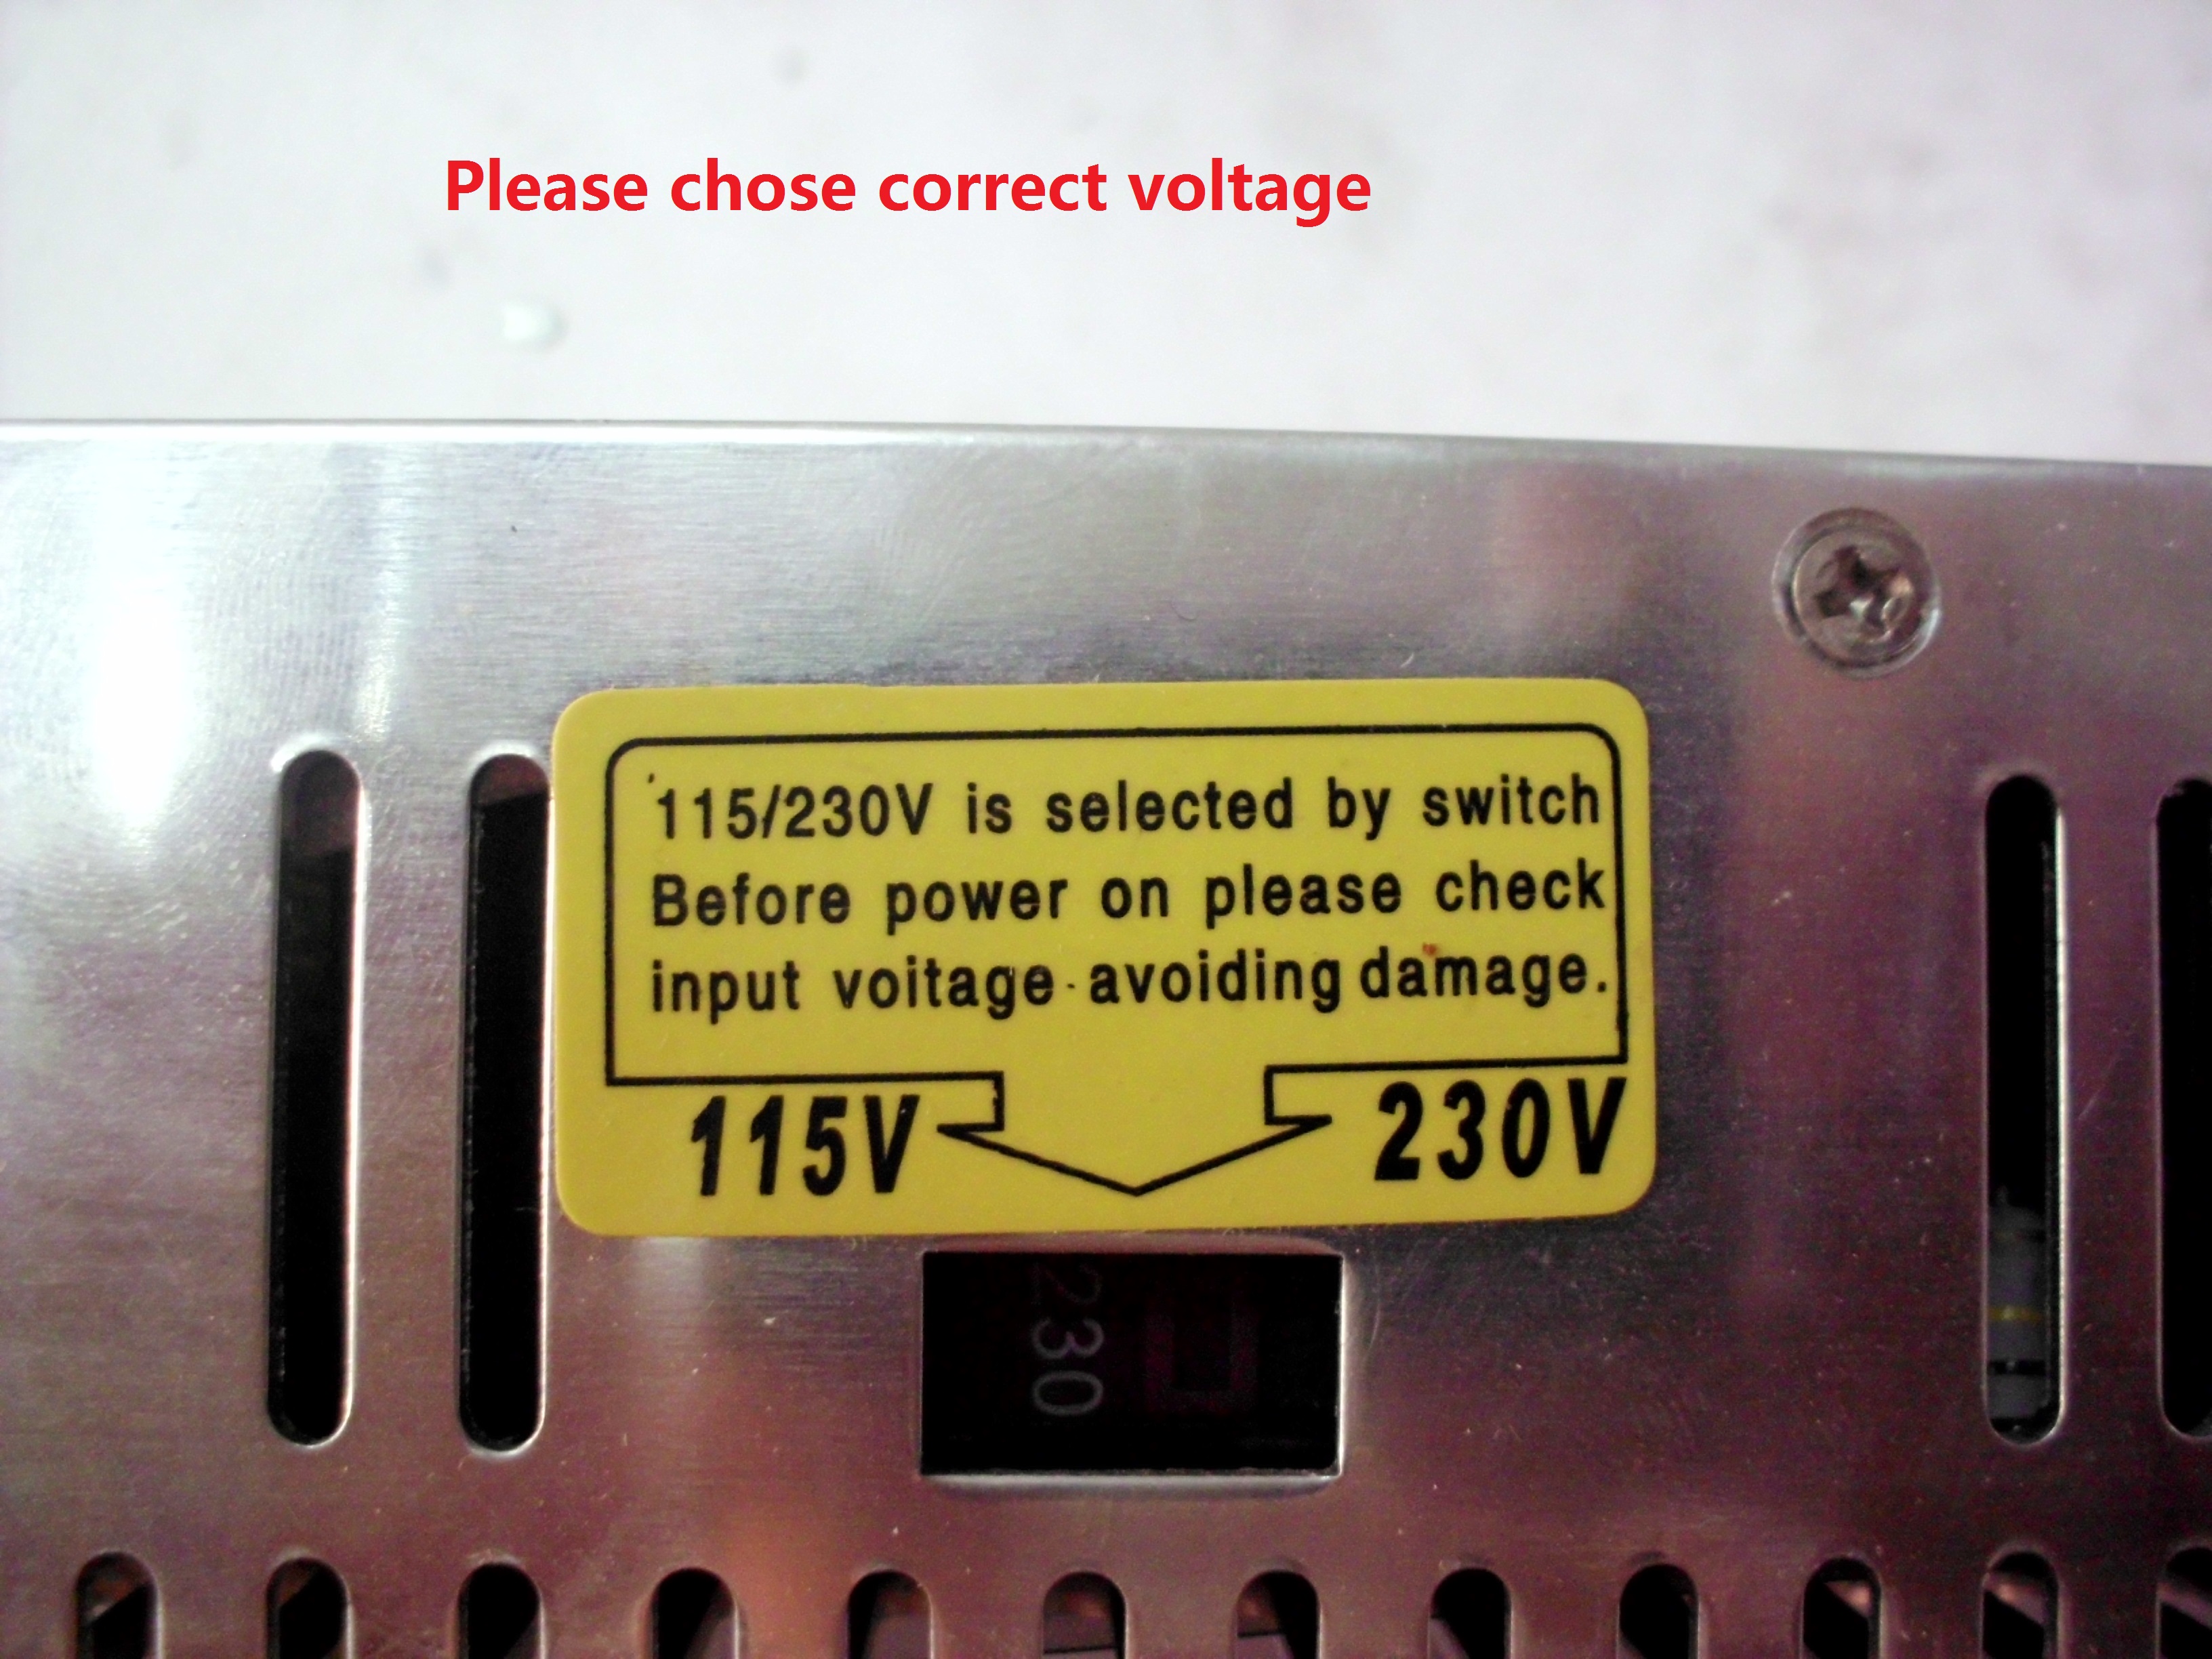 Please chose correct voltage
115/230V is selected by switch
Before power on please check
input voitage avoiding damage.
115V 230V
230